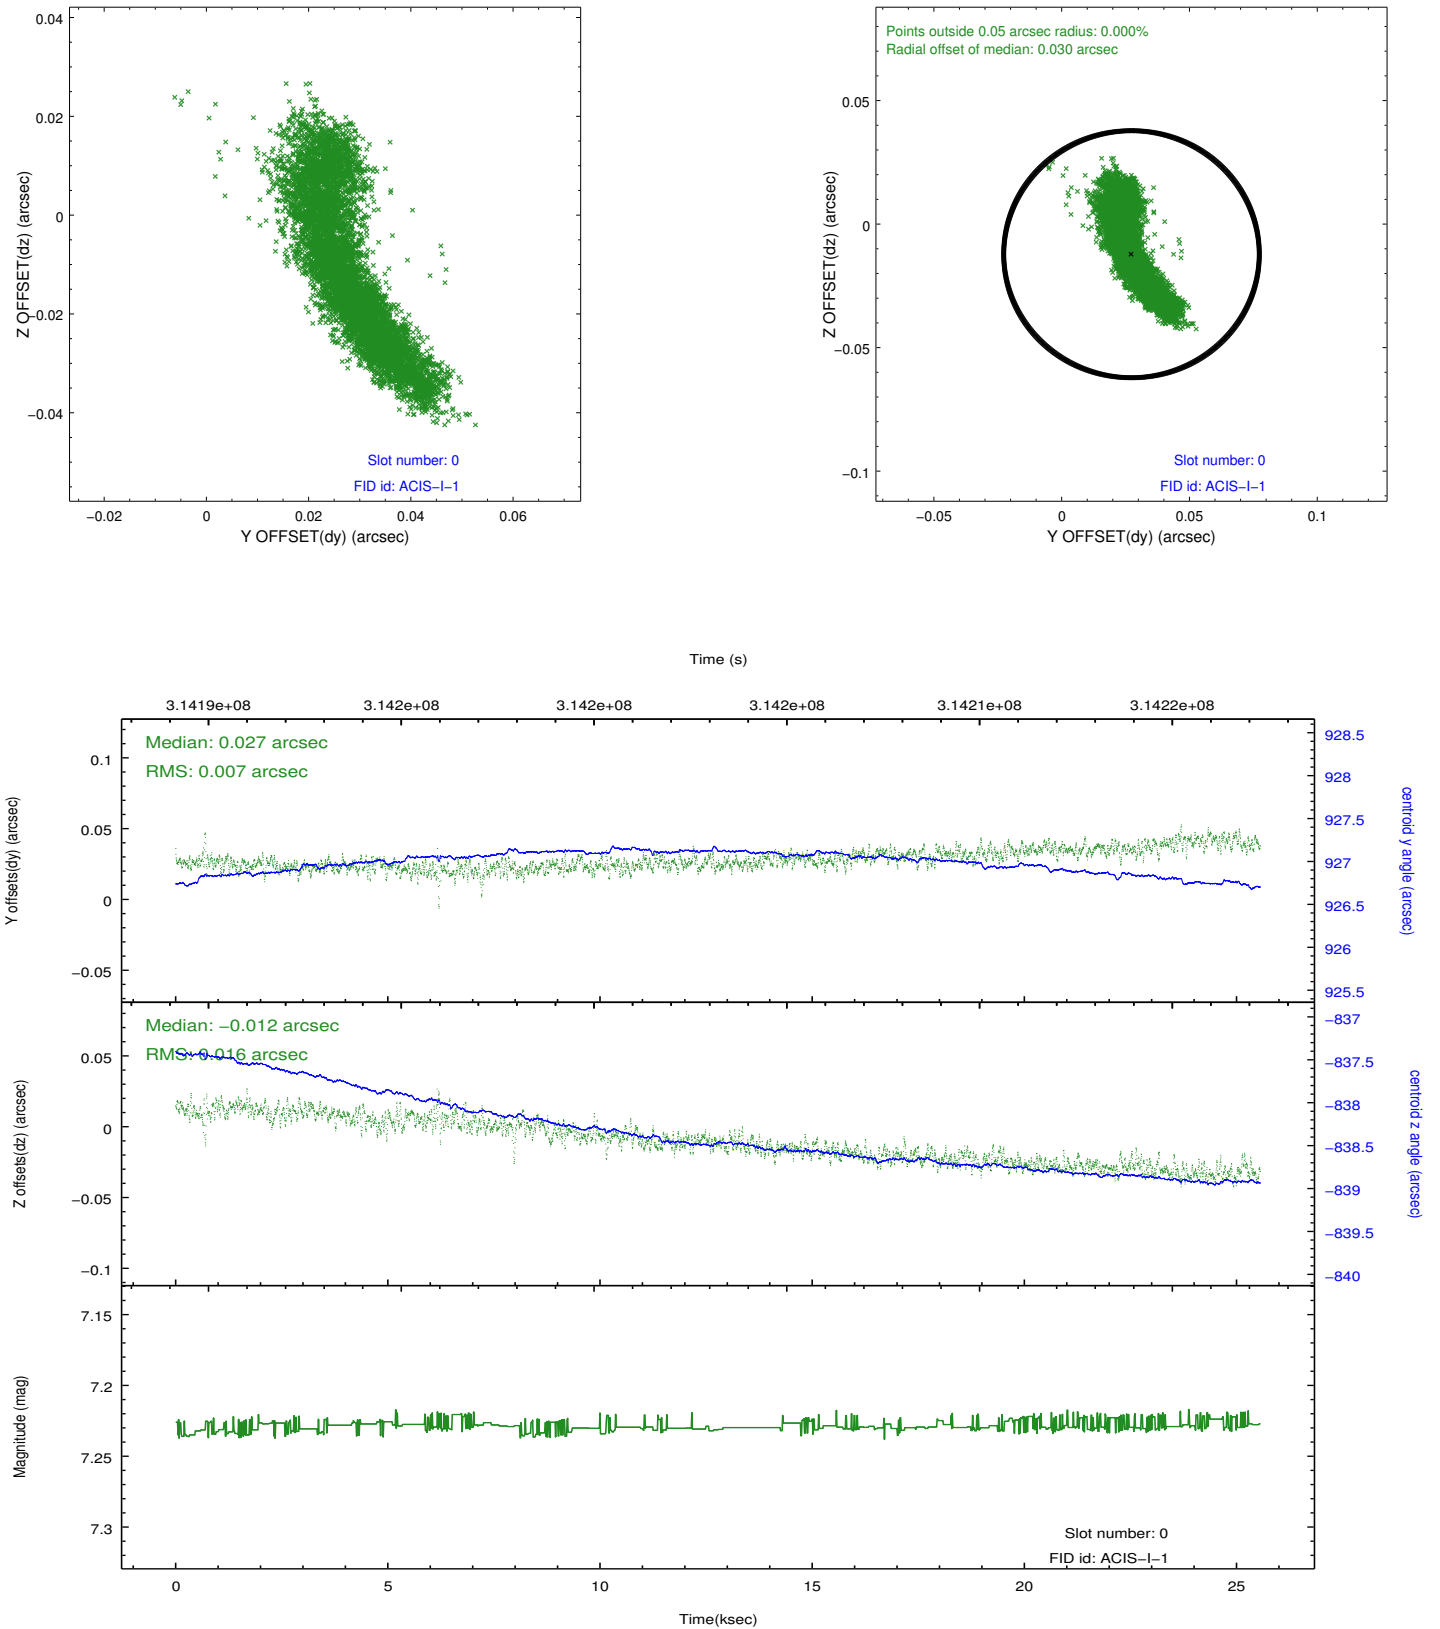 0.04
0.02
0
−0.02
−0.04
Z OFFSET(dz) (arcsec)
Slot number: 0
FID id: ACIS−I−1
−0.02 0 0.02 0.04 0.06
Y OFFSET(dy) (arcsec)
Points outside 0.05 arcsec radius: 0.000%
Radial offset of median: 0.030 arcsec
0.05
0
−0.05
−0.1
Z OFFSET(dz) (arcsec)
Slot number: 0
FID id: ACIS−I−1
−0.05 0 0.05 0.1
Y OFFSET(dy) (arcsec)
Time (s)
3.1419e+08 3.142e+08 3.142e+08 3.142e+08 3.1421e+08 3.1422e+08
Median: 0.027 arcsec
RMS: 0.007 arcsec
0.1
0.05
0
−0.05
Y offsets(dy) (arcsec)
928.5
928
927.5
927
926.5
926
925.5
centroid y angle (arcsec)
Median: −0.012 arcsec
RMS: 0.016 arcsec
0.05
0
−0.05
−0.1
Z offsets(dz) (arcsec)
−837
−837.5
−838
−838.5
−839
−839.5
−840
centroid z angle (arcsec)
7.15
7.2
7.25
7.3
Magnitude (mag)
Slot number: 0
FID id: ACIS−I−1
0 5 10 15 20 25
Time(ksec)